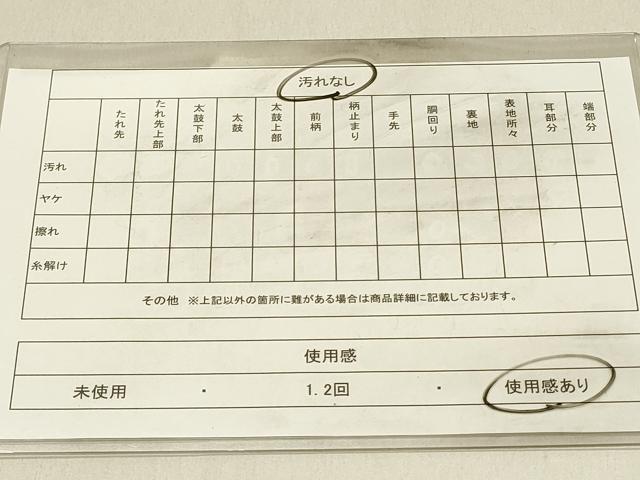 汚れなし
たれ先 たれ先上部 太鼓下部 太鼓 太鼓上部 前柄 柄止まり 手先 胴回り 裏地 表地所々 耳部分 端部分
汚れ
ヤケ
擦れ
糸解け
その他 ※上記以外の箇所に難がある場合は商品詳細に記載しております。
使用感
未使用 ・ 1.2回 ・ 使用感あり